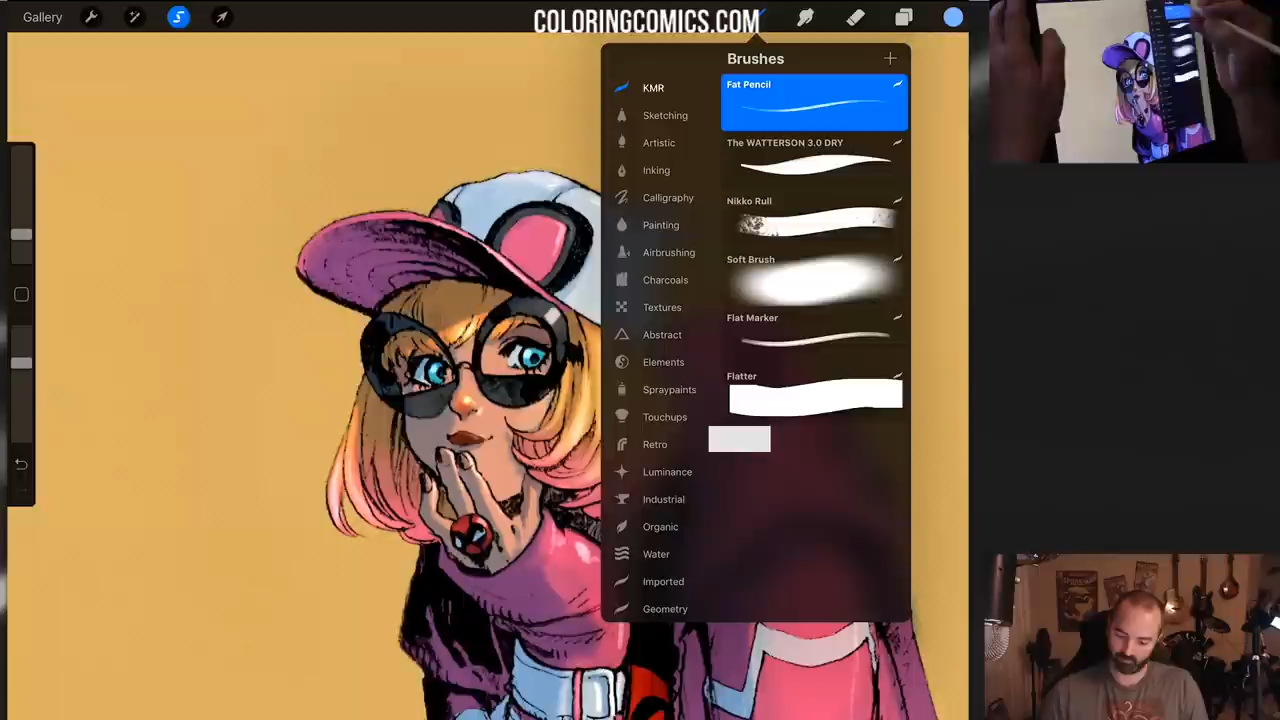 Gallery
COLORINGCOMICS.COM
Brushes
KMR
Sketching
Artistic
Inking
Calligraphy
Painting
Airbrushing
Charcoals
Textures
Abstract
Elements
Spraypaints
Touchups
Retro
Luminance
Industrial
Organic
Water
Imported
Geometry
Fat Pencil
The WATTERSON 3.0 DRY
Nikko Rull
Soft Brush
Flat Marker
Flatter